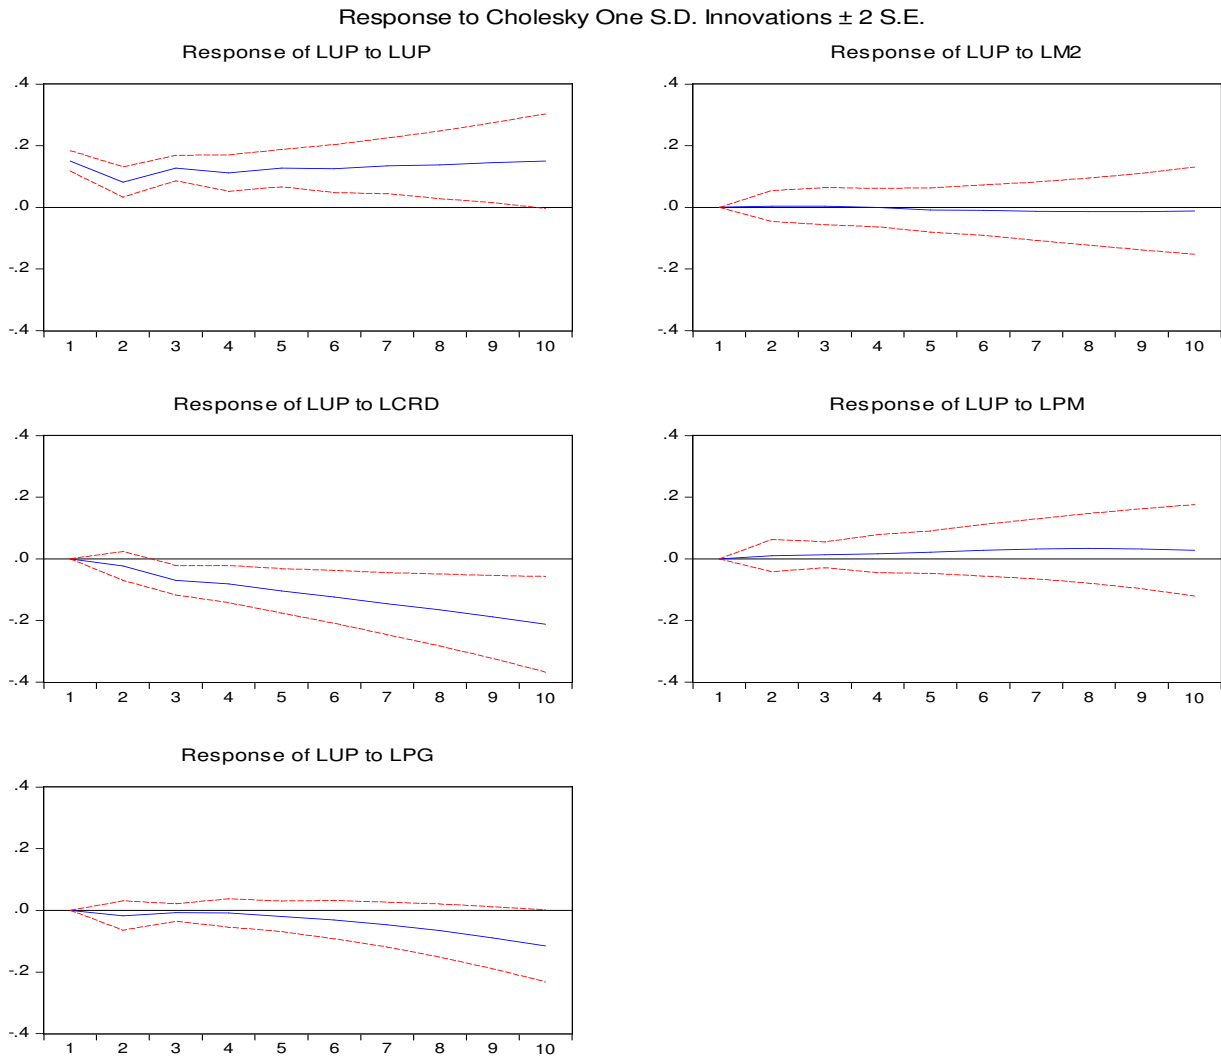 Response to Cholesky One S.D. Innovations ± 2 S.E.
Response of LUP to LUP
.4
.2
.0
-.2
-.4
1 2 3 4 5 6 7 8 9 10
Response of LUP to LM2
.4
.2
.0
-.2
-.4
1 2 3 4 5 6 7 8 9 10
Response of LUP to LCRD
.4
.2
.0
-.2
-.4
1 2 3 4 5 6 7 8 9 10
Response of LUP to LPM
.4
.2
.0
-.2
-.4
1 2 3 4 5 6 7 8 9 10
Response of LUP to LPG
.4
.2
.0
-.2
-.4
1 2 3 4 5 6 7 8 9 10